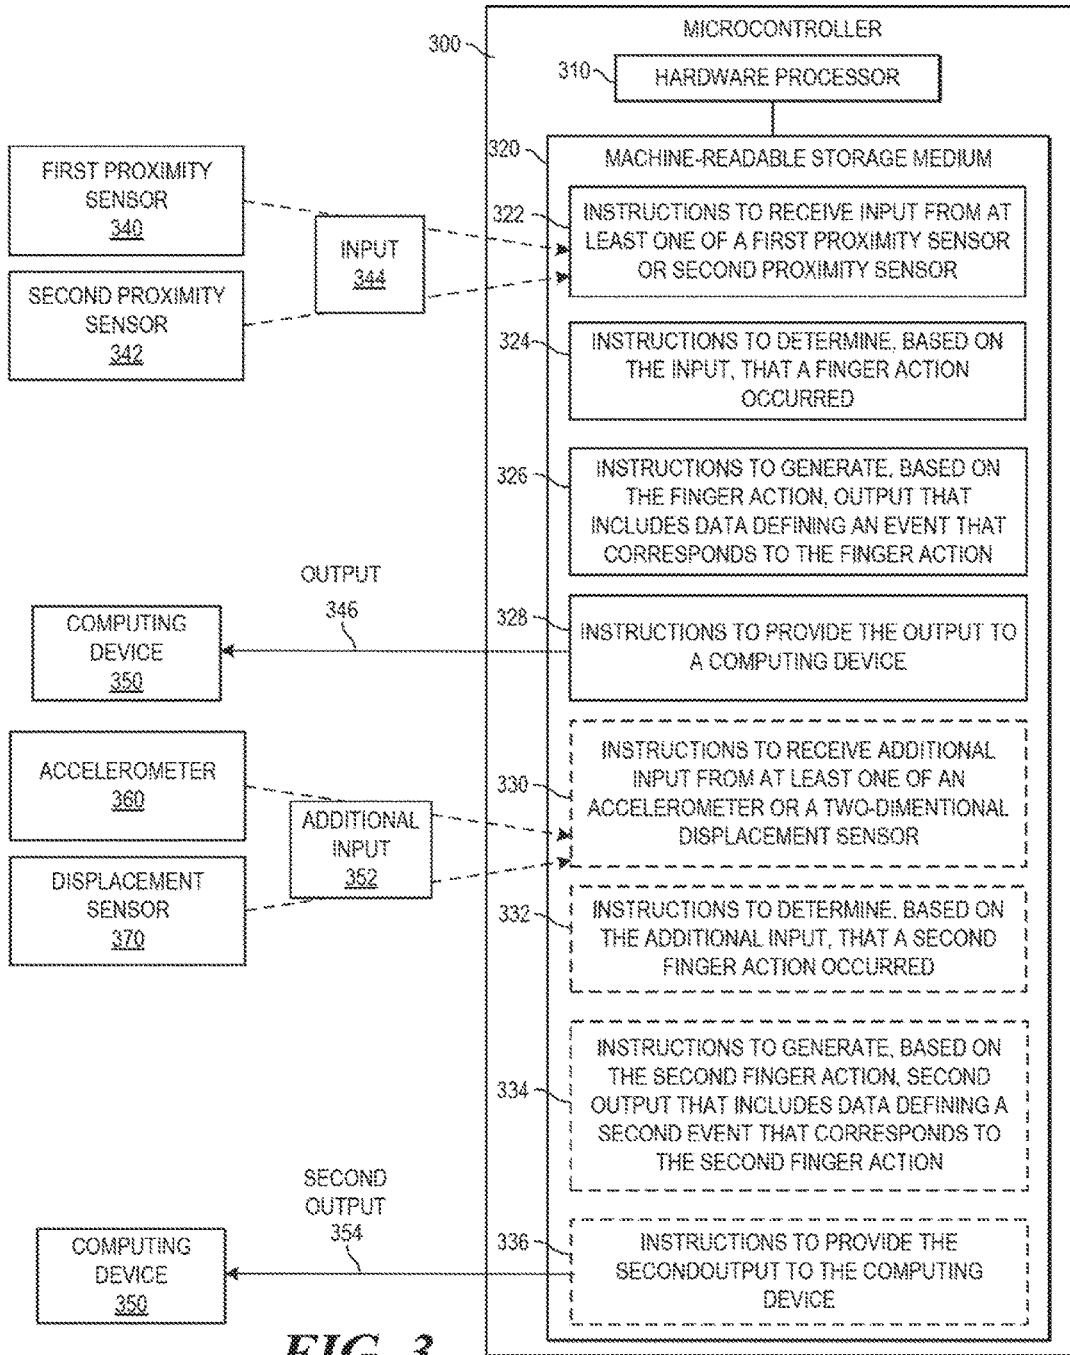 MICROCONTROLLER
300
310
HARDWARE PROCESSOR
320
MACHINE-READABLE STORAGE MEDIUM
FIRST PROXIMITY
SENSOR
340
SECOND PROXIMITY
SENSOR
342
INPUT
344
322
INSTRUCTIONS TO RECEIVE INPUT FROM AT
LEAST ONE OF A FIRST PROXIMITY SENSOR
OR SECOND PROXIMITY SENSOR
324
INSTRUCTIONS TO DETERMINE, BASED ON
THE INPUT, THAT A FINGER ACTION
OCCURRED
326
INSTRUCTIONS TO GENERATE, BASED ON
THE FINGER ACTION, OUTPUT THAT
INCLUDES DATA DEFINING AN EVENT THAT
CORRESPONDS TO THE FINGER ACTION
OUTPUT
346
COMPUTING
DEVICE
350
328
INSTRUCTIONS TO PROVIDE THE OUTPUT TO
A COMPUTING DEVICE
ACCELEROMETER
360
DISPLACEMENT
SENSOR
370
ADDITIONAL
INPUT
352
330
INSTRUCTIONS TO RECEIVE ADDITIONAL
INPUT FROM AT LEAST ONE OF AN
ACCELEROMETER OR A TWO-DIMENTIONAL
DISPLACEMENT SENSOR
332
INSTRUCTIONS TO DETERMINE, BASED ON
THE ADDITIONAL INPUT, THAT A SECOND
FINGER ACTION OCCURRED
334
INSTRUCTIONS TO GENERATE, BASED ON
THE SECOND FINGER ACTION, SECOND
OUTPUT THAT INCLUDES DATA DEFINING A
SECOND EVENT THAT CORRESPONDS TO
THE SECOND FINGER ACTION
SECOND
OUTPUT
354
COMPUTING
DEVICE
350
336
INSTRUCTIONS TO PROVIDE THE
SECONDOUTPUT TO THE COMPUTING
DEVICE
FIG. 3